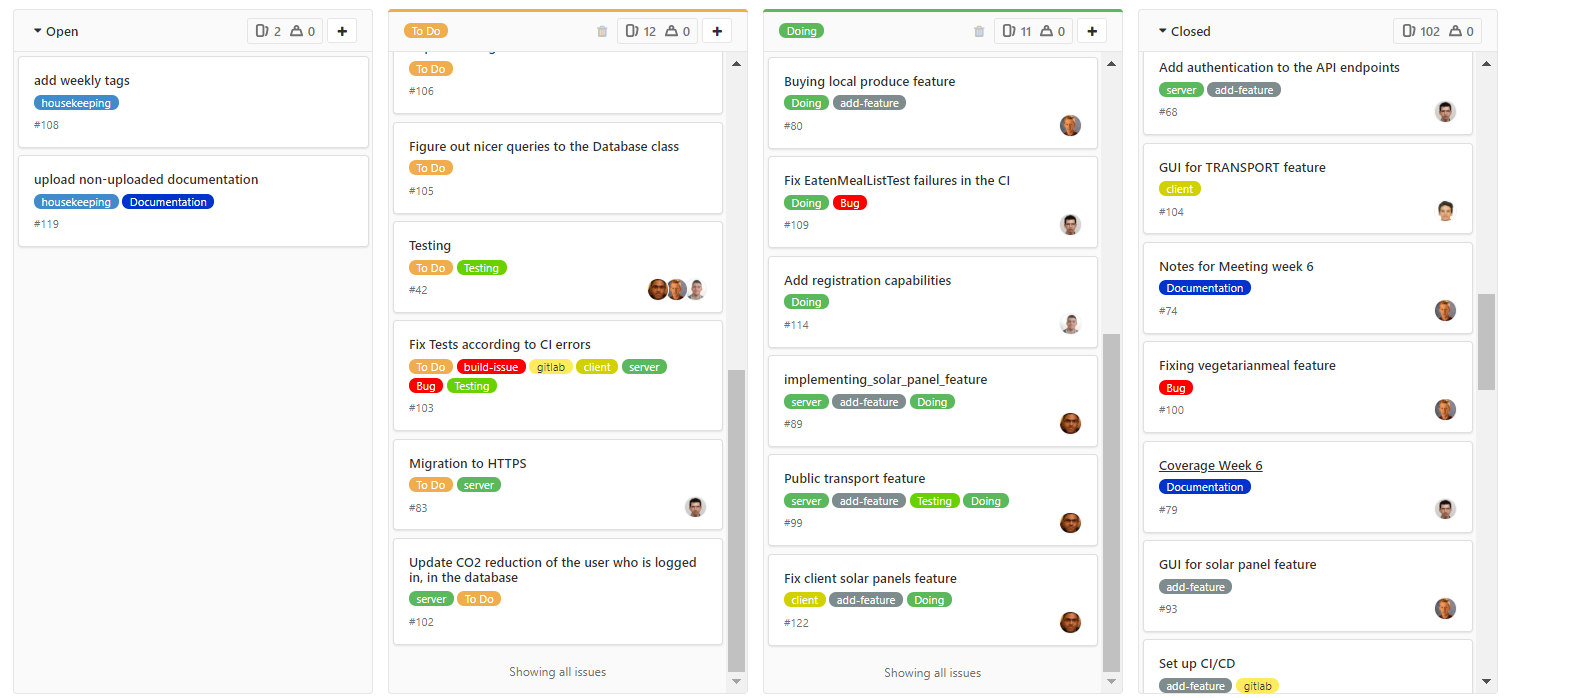 Open
2 0
add weekly tags
housekeeping
#108
upload non-uploaded documentation
housekeeping Documentation
#119
To Do
12 0
To Do
#106
Figure out nicer queries to the Database class
To Do
#105
Testing
To Do Testing
#42
Fix Tests according to CI errors
To Do build-issue gitlab client server
Bug Testing
#103
Migration to HTTPS
To Do server
#83
Update CO2 reduction of the user who is logged
in, in the database
server To Do
#102
Showing all issues
Doing
11 0
Buying local produce feature
Doing add-feature
#80
Fix EatenMealListTest failures in the CI
Doing Bug
#109
Add registration capabilities
Doing
#114
implementing_solar_panel_feature
server add-feature Doing
#89
Public transport feature
server add-feature Testing Doing
#99
Fix client solar panels feature
client add-feature Doing
#122
Showing all issues
Closed
102 0
Add authentication to the API endpoints
server add-feature
#68
GUI for TRANSPORT feature
client
#104
Notes for Meeting week 6
Documentation
#74
Fixing vegetarianmeal feature
Bug
#100
Coverage Week 6
Documentation
#79
GUI for solar panel feature
add-feature
#93
Set up CI/CD
add-feature gitlab